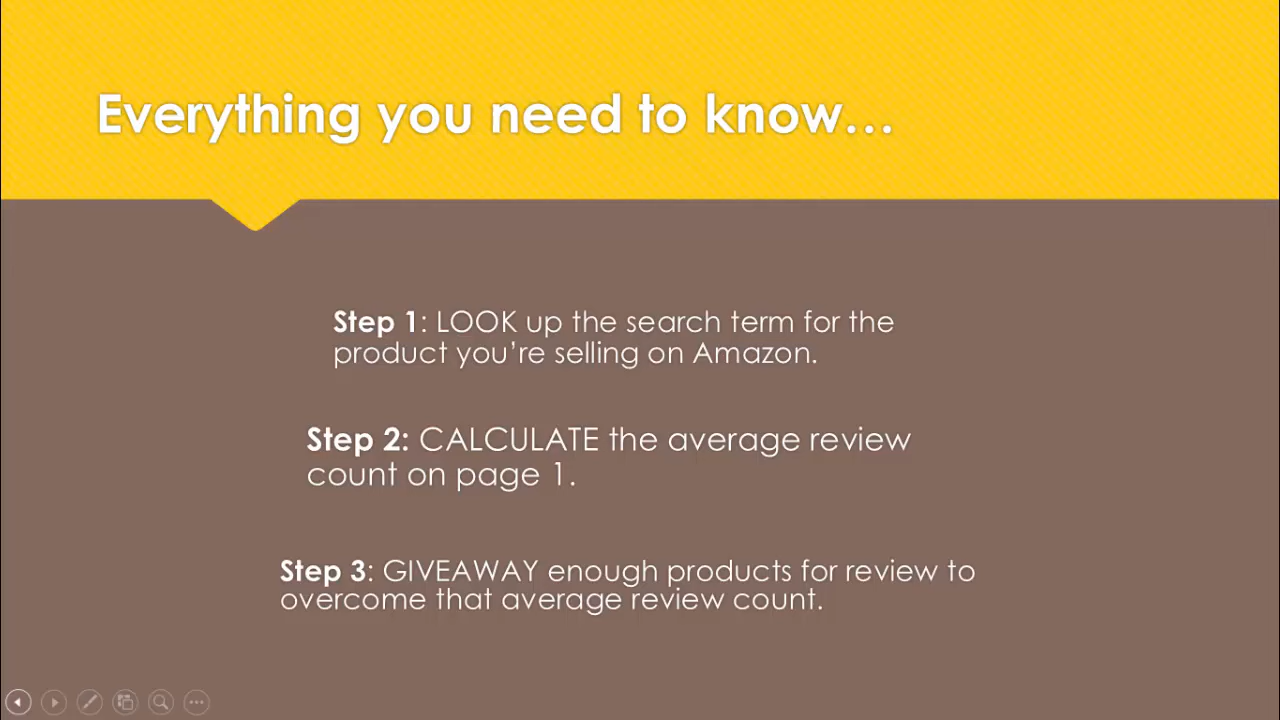 Everything you need to know…
Step 1: LOOK up the search term for the
product you’re selling on Amazon.
Step 2: CALCULATE the average review
count on page 1.
Step 3: GIVEAWAY enough products for review to
overcome that average review count.